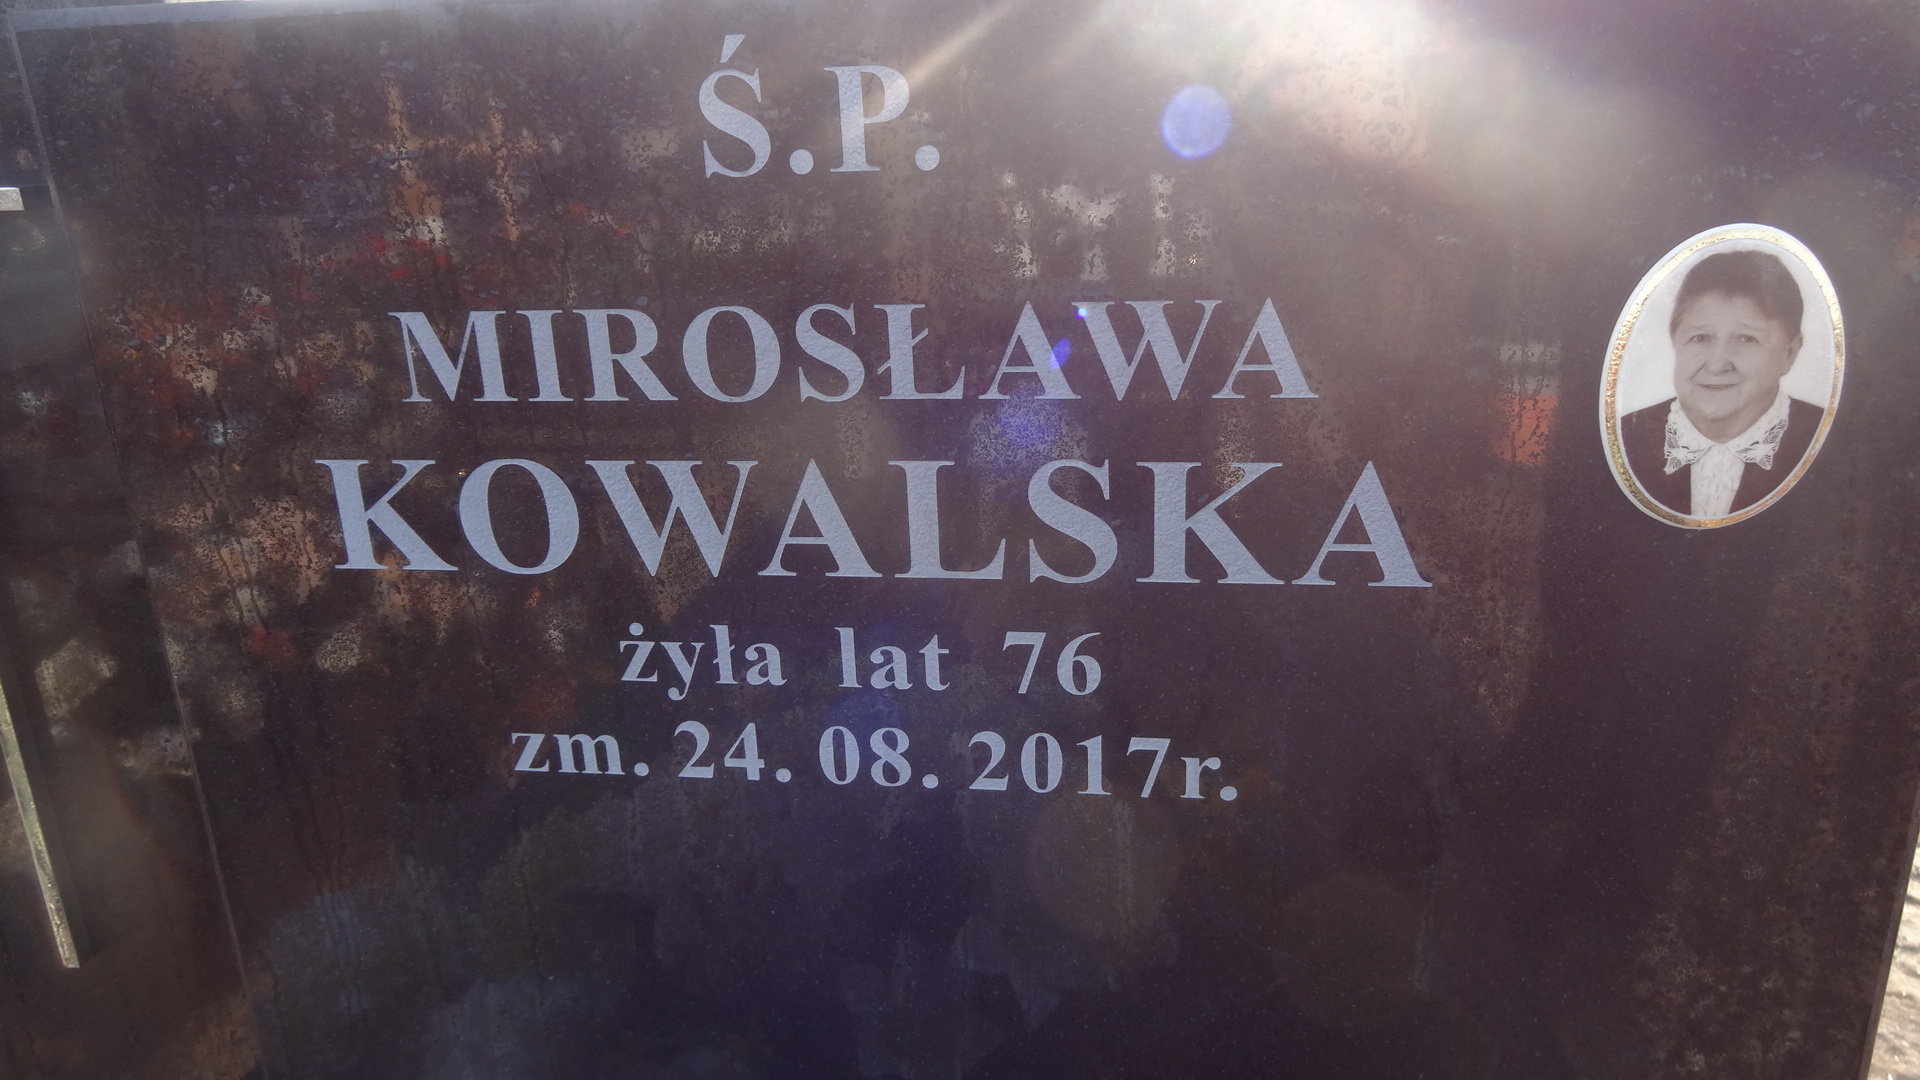 Ś.P.
MIROSŁAWA
KOWALSKA
żyła lat 76
zm. 24. 08. 2017r.